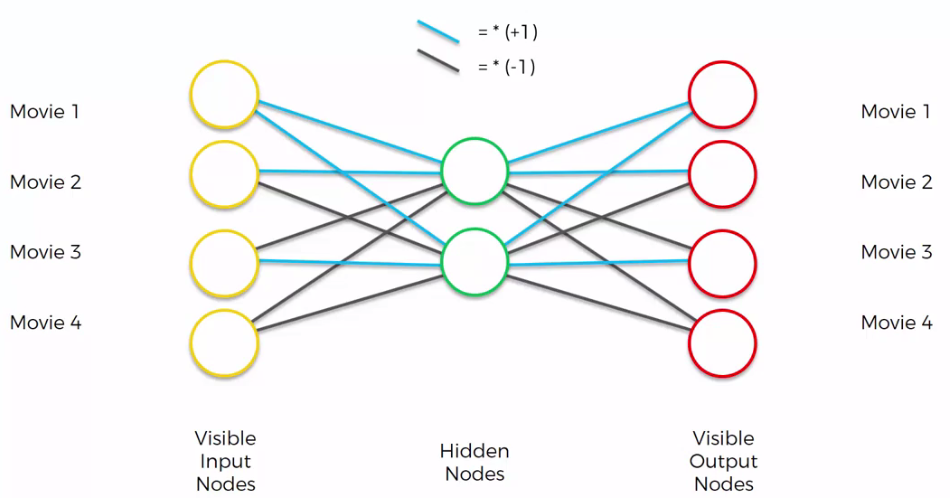 = * (+1)
= * (-1)
Movie 1
Movie 2
Movie 3
Movie 4
Movie 1
Movie 2
Movie 3
Movie 4
Visible
Input
Nodes
Hidden
Nodes
Visible
Output
Nodes